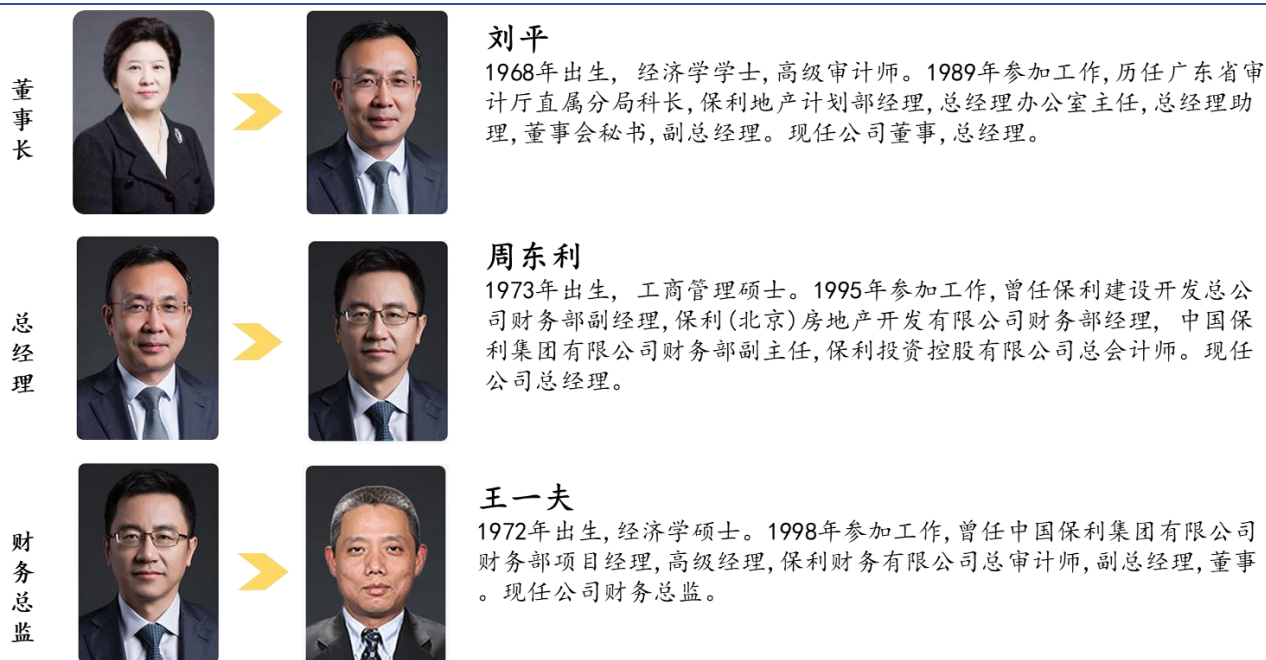 董事长
刘平
1968年出生, 经济学学士,高级审计师。1989年参加工作,历任广东省审
计厅直属分局科长,保利地产计划部经理,总经理办公室主任,总经理助
理,董事会秘书,副总经理。现任公司董事,总经理。
总经理
周东利
1973年出生, 工商管理硕士。1995年参加工作,曾任保利建设开发总公
司财务部副经理,保利(北京)房地产开发有限公司财务部经理, 中国保
利集团有限公司财务部副主任,保利投资控股有限公司总会计师。现任
公司总经理。
财务总监
王一夫
1972年出生,经济学硕士。1998年参加工作,曾任中国保利集团有限公司
财务部项目经理,高级经理,保利财务有限公司总审计师,副总经理,董事
。现任公司财务总监。